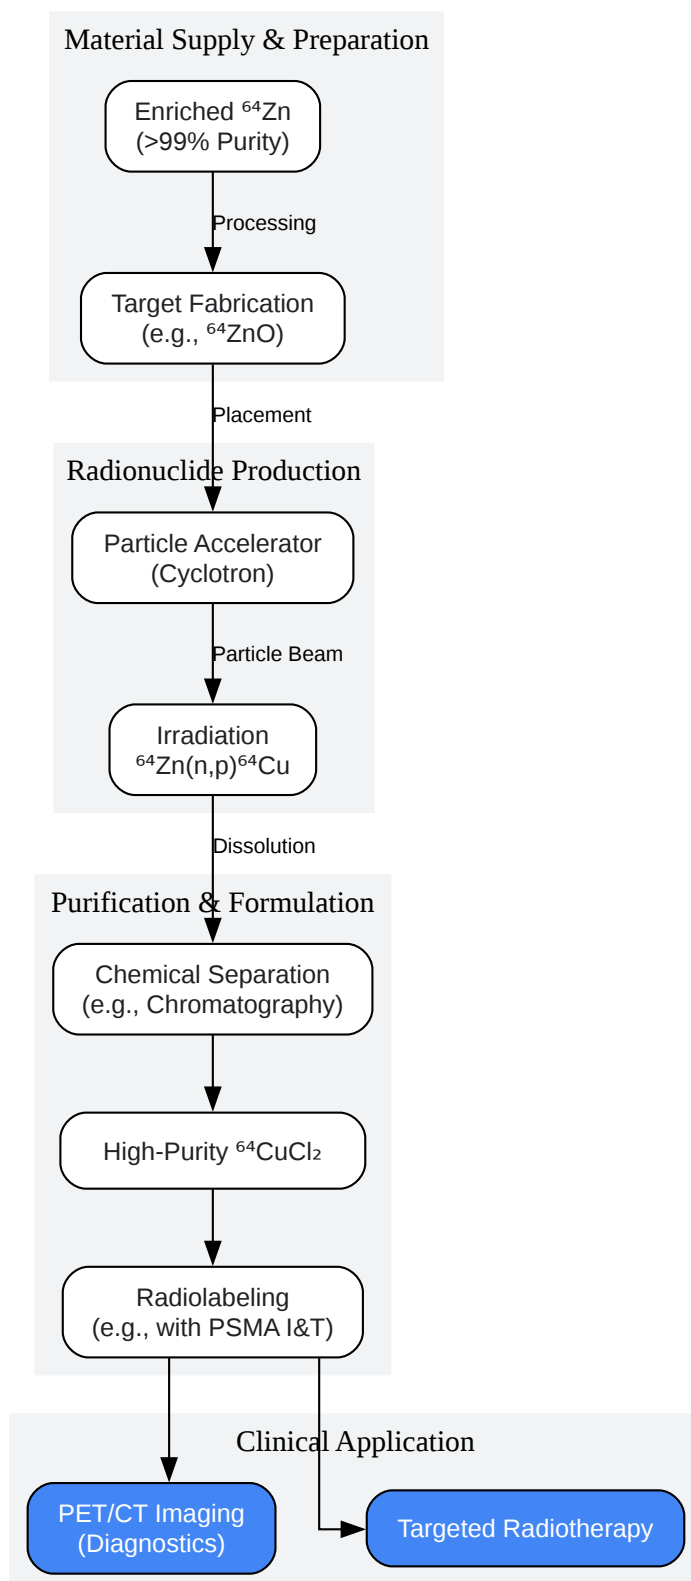 Material Supply & Preparation
Enriched ⁶⁴Zn
(>99% Purity)
Processing
Target Fabrication
(e.g., ⁶⁴ZnO)
Placement
Radionuclide Production
Particle Accelerator
(Cyclotron)
Particle Beam
Irradiation
⁶⁴Zn(n,p)⁶⁴Cu
Dissolution
Purification & Formulation
Chemical Separation
(e.g., Chromatography)
High-Purity ⁶⁴CuCl₂
Radiolabeling
(e.g., with PSMA I&T)
Clinical Application
PET/CT Imaging
(Diagnostics)
Targeted Radiotherapy